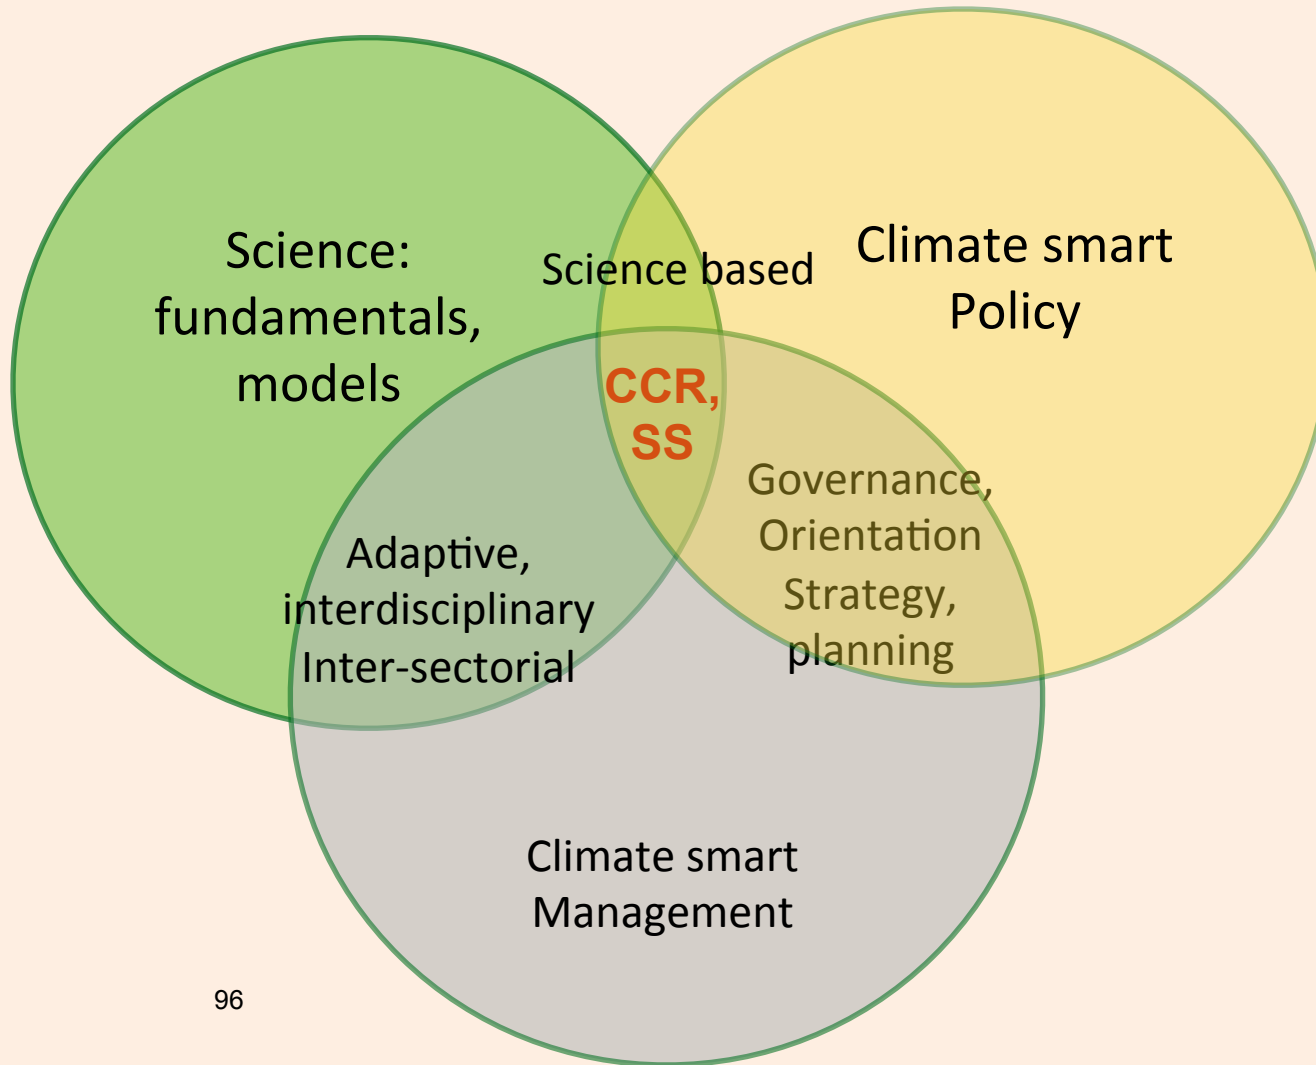 Science:
fundamentals,
models
Science based
Climate smart
Policy
CCR,
SS
Adaptive,
interdisciplinary
Inter-sectorial
Governance,
Orientation
Strategy,
planning
Climate smart
Management
96